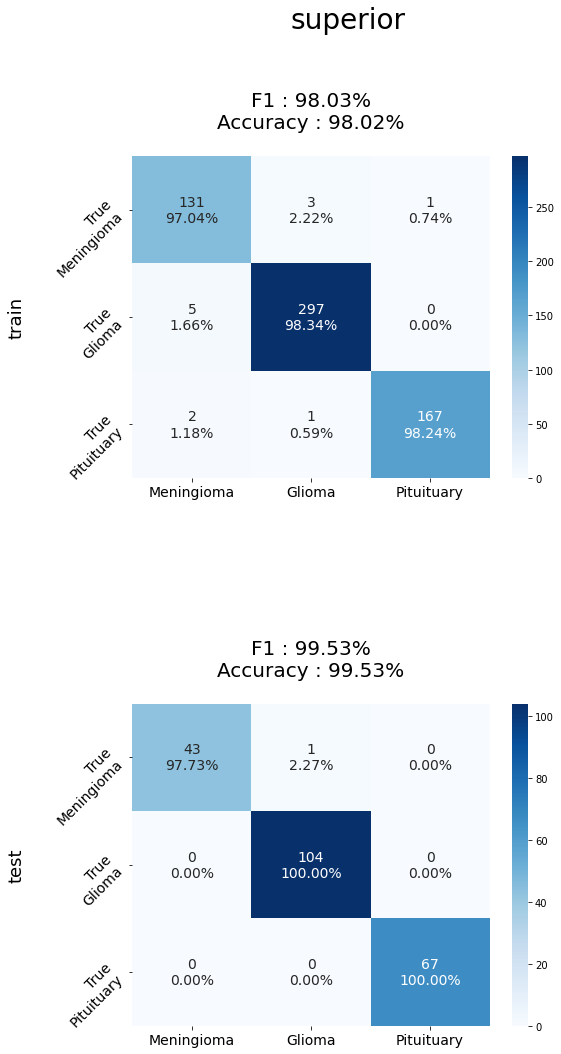 superior
F1 : 98.03%
Accuracy : 98.02%
train
True
Meningioma
131
97.04%
3
2.22%
1
0.74%
True
Glioma
5
1.66%
297
98.34%
0
0.00%
True
Pituituary
2
1.18%
1
0.59%
167
98.24%
Meningioma
Glioma
Pituituary
250
200
150
100
50
0
F1 : 99.53%
Accuracy : 99.53%
test
True
Meningioma
43
97.73%
1
2.27%
0
0.00%
True
Glioma
0
0.00%
104
100.00%
0
0.00%
True
Pituituary
0
0.00%
0
0.00%
67
100.00%
Meningioma
Glioma
Pituituary
100
80
60
40
20
0